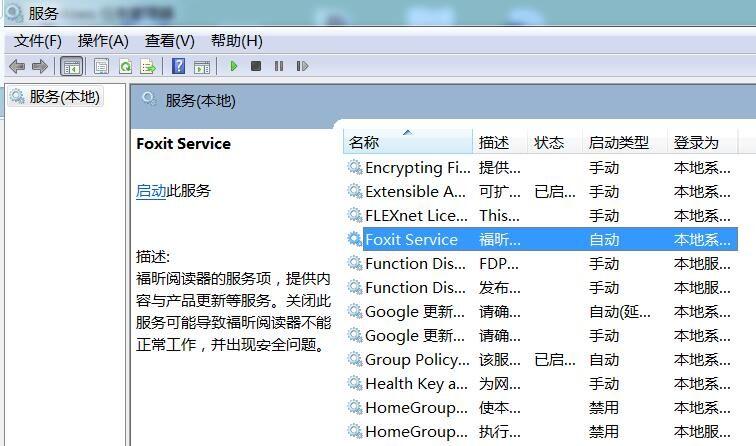 服务
文件(F) 操作(A) 查看(V) 帮助(H)
服务(本地)
服务(本地)
Foxit Service
启动此服务
描述:
福昕阅读器的服务项，提供内
容与产品更新等服务。关闭此
服务可能导致福昕阅读器不能
正常工作，并出现安全问题。
名称 描述 状态 启动类型 登录为
Encrypting Fi... 提供... 手动 本地系...
Extensible A... 可扩... 已启... 手动 本地系...
FLEXnet Lice... This... 手动 本地系...
Foxit Service 福昕... 自动 本地系...
Function Dis... FDP... 手动 本地服...
Function Dis... 发布... 手动 本地服...
Google 更新... 请确... 自动(延... 本地系...
Google 更新... 请确... 手动 本地系...
Group Policy... 该服... 已启... 自动 本地系...
Health Key a... 为网... 手动 本地系...
HomeGroup... 使本... 禁用 本地系...
HomeGroup... 执行... 禁用 本地服...